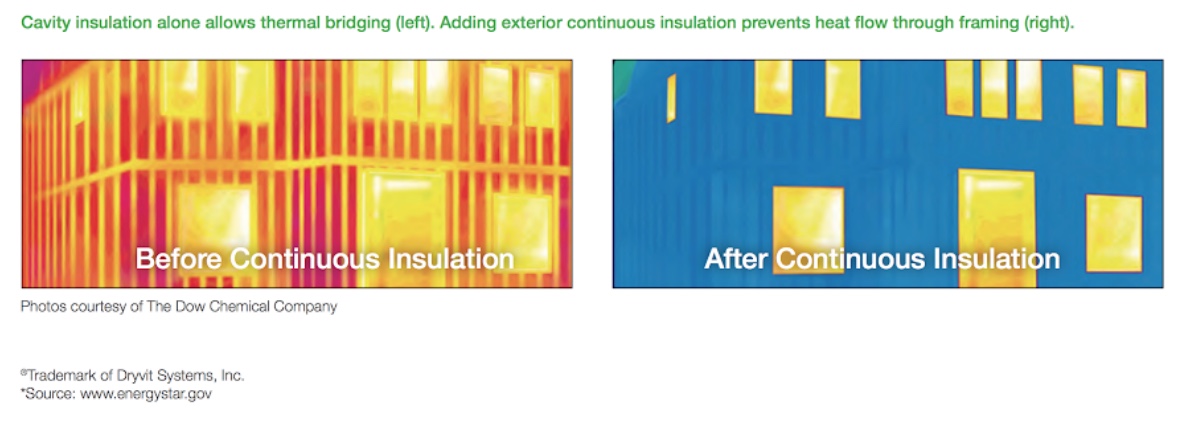 Cavity insulation alone allows thermal bridging (left). Adding exterior continuous insulation prevents heat flow through framing (right).
Before Continuous Insulation
After Continuous Insulation
Photos courtesy of The Dow Chemical Company
®Trademark of Dryvit Systems, Inc.
*Source: www.energystar.gov